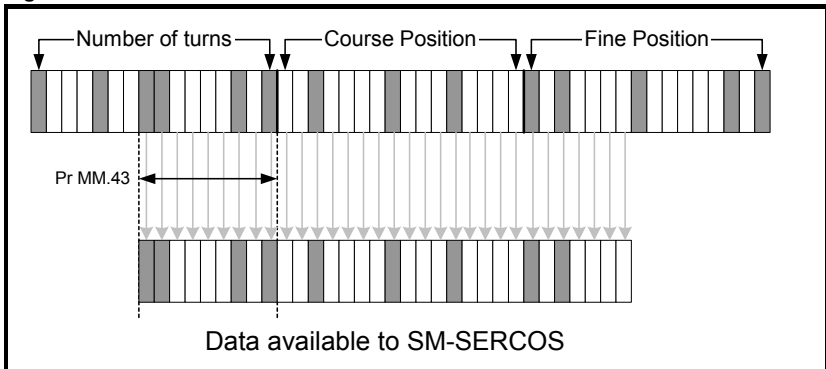 Number of turns Course Position Fine Position
Pr MM.43
Data available to SM-SERCOS